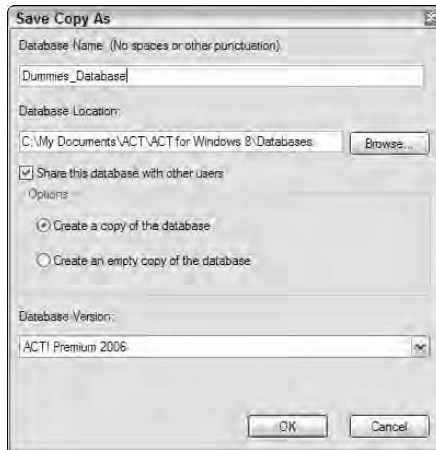 Save Copy As
Database Name: (No spaces or other punctuation)
Dummies_Database
Database Location:
C:\My Documents\ACT\ACT for Windows 8\Databases
Browse...
Share this database with other users
Options
Create a copy of the database
Create an empty copy of the database
Database Version:
ACT! Premium 2006
OK
Cancel